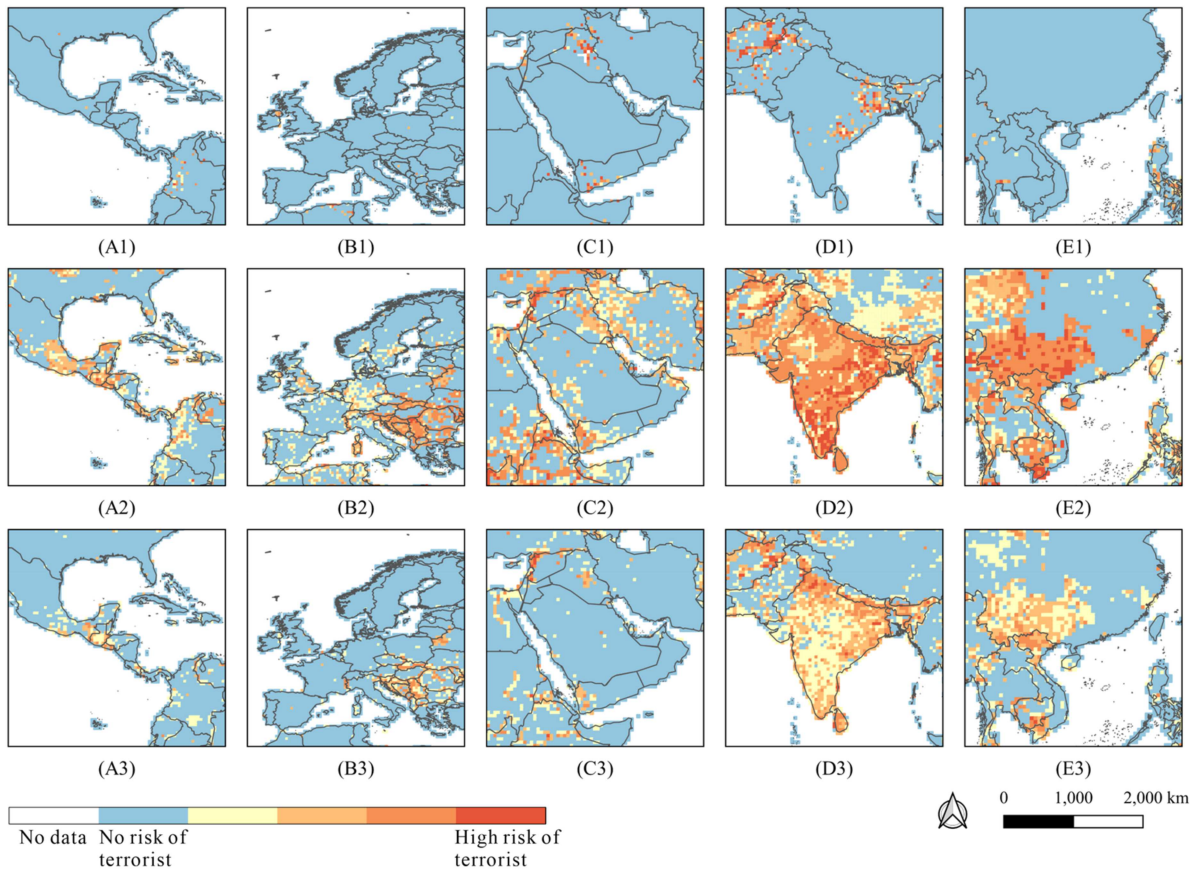 (A1) (B1) (C1) (D1) (E1)
(A2) (B2) (C2) (D2) (E2)
(A3) (B3) (C3) (D3) (E3)
No data No risk of terrorist
High risk of terrorist
0 1,000 2,000 km